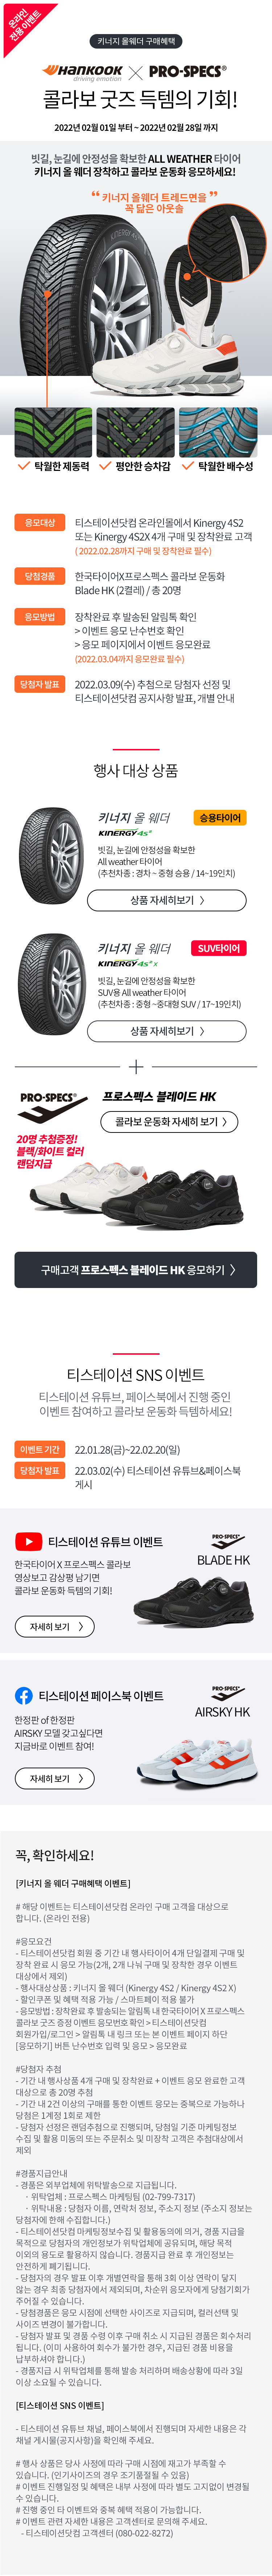 온라인
전용 이벤트
키너지 올웨더 구매혜택
HANKOOK × PRO-SPECS®
콜라보 굿즈 득템의 기회!
2022년 02월 01일 부터 ~ 2022년 02월 28일 까지
빗길, 눈길에 안정성을 확보한 ALL WEATHER 타이어
키너지 올 웨더 장착하고 콜라보 운동화 응모하세요!
“ 키너지 올웨더 트레드면을 ”
꼭 닮은 아웃솔
탁월한 제동력 평안한 승차감 탁월한 배수성
응모대상 티스테이션닷컴 온라인몰에서 Kinergy 4S2
또는 Kinergy 4S2X 4개 구매 및 장착완료 고객
( 2022.02.28까지 구매 및 장착완료 필수)
당첨경품 한국타이어X프로스펙스 콜라보 운동화
Blade HK (2컬레) / 총 20명
응모방법 장착완료 후 발송된 알림톡 확인
> 이벤트 응모 난수번호 확인
> 응모 페이지에서 이벤트 응모완료
(2022.03.04까지 응모완료 필수)
당첨자 발표 2022.03.09(수) 추첨으로 당첨자 선정 및
티스테이션닷컴 공지사항 발표, 개별 안내
행사 대상 상품
키너지 올 웨더 승용타이어
KINERGY 4S²
빗길, 눈길에 안정성을 확보한
All weather 타이어
(추천차종 : 경차 ~ 중형 승용 / 14~19인치)
상품 자세히보기 〉
키너지 올 웨더 SUV타이어
KINERGY 4S² X
빗길, 눈길에 안정성을 확보한
SUV용 All weather 타이어
(추천차종 : 중형 ~중대형 SUV / 17~19인치)
상품 자세히보기 〉
PRO-SPECS® 프로스펙스 블레이드 HK
콜라보 운동화 자세히 보기 〉
20명 추첨증정!
블랙/화이트 컬러
랜덤지급
구매고객 프로스펙스 블레이드 HK 응모하기 〉
티스테이션 SNS 이벤트
티스테이션 유튜브, 페이스북에서 진행 중인
이벤트 참여하고 콜라보 운동화 득템하세요!
이벤트 기간 22.01.28(금)~22.02.20(일)
당첨자 발표 22.03.02(수) 티스테이션 유튜브&페이스북
게시
티스테이션 유튜브 이벤트
PRO-SPECS®
BLADE HK
한국타이어 X 프로스펙스 콜라보
영상보고 감상평 남기면
콜라보 운동화 득템의 기회!
자세히 보기 〉
티스테이션 페이스북 이벤트
PRO-SPECS®
AIRSKY HK
한정판 of 한정판
AIRSKY 모델 갖고싶다면
지금바로 이벤트 참여!
자세히 보기 〉
꼭, 확인하세요!
[키너지 올 웨더 구매혜택 이벤트]
# 해당 이벤트는 티스테이션닷컴 온라인 구매 고객을 대상으로
합니다. (온라인 전용)
#응모요건
- 티스테이션닷컴 회원 중 기간 내 행사타이어 4개 단일결제 구매 및
장착 완료 시 응모 가능(2개, 2개 나눠 구매 및 장착한 경우 이벤트
대상에서 제외)
- 행사대상상품 : 키너지 올 웨더 (Kinergy 4S2 / Kinergy 4S2 X)
- 할인쿠폰 및 혜택 적용 가능 / 스마트페이 적용 불가
- 응모방법 : 장착완료 후 발송되는 알림톡 내 한국타이어 X 프로스펙스
콜라보 굿즈 증정 이벤트 응모번호 확인 > 티스테이션닷컴
회원가입/로그인 > 알림톡 내 링크 또는 본 이벤트 페이지 하단
[응모하기] 버튼 난수번호 입력 및 응모 > 응모완료
#당첨자 추첨
- 기간 내 행사상품 4개 구매 및 장착완료 + 이벤트 응모 완료한 고객
대상으로 총 20명 추첨
- 기간 내 2건 이상의 구매를 통한 이벤트 응모는 중복으로 가능하나
당첨은 1계정 1회로 제한
- 당첨자 선정은 랜덤추첨으로 진행되며, 당첨일 기준 마케팅정보
수집 및 활용 미동의 또는 주문취소 및 미장착 고객은 추첨대상에서
제외
#경품지급안내
- 경품은 외부업체에 위탁발송으로 지급됩니다.
· 위탁업체 : 프로스펙스 마케팅팀 (02-799-7317)
· 위탁내용 : 당첨자 이름, 연락처 정보, 주소지 정보 (주소지 정보는
당첨자에 한해 수집합니다.)
- 티스테이션닷컴 마케팅정보수집 및 활용동의에 의거, 경품 지급을
목적으로 당첨자의 개인정보가 위탁업체에 공유되며, 해당 목적
이외의 용도로 활용하지 않습니다. 경품지급 완료 후 개인정보는
안전하게 폐기됩니다.
- 당첨자의 경우 발표 이후 개별연락을 통해 3회 이상 연락이 닿지
않는 경우 최종 당첨자에서 제외되며, 차순위 응모자에게 당첨기회가
주어질 수 있습니다.
- 당첨경품은 응모 시점에 선택한 사이즈로 지급되며, 컬러선택 및
사이즈 변경이 불가합니다.
- 당첨자 발표 및 경품 수령 이후 구매 취소 시 지급된 경품은 회수처리
됩니다. (이미 사용하여 회수가 불가한 경우, 지급된 경품 비용을
납부하셔야 합니다.)
- 경품지급 시 위탁업체를 통해 발송 처리하며 배송상황에 따라 3일
이상 소요될 수 있습니다.
[티스테이션 SNS 이벤트]
- 티스테이션 유튜브 채널, 페이스북에서 진행되며 자세한 내용은 각
채널 게시물(공지사항)을 확인해 주세요.
# 행사 상품은 당사 사정에 따라 구매 시점에 재고가 부족할 수
있습니다. (인기사이즈의 경우 조기품절될 수 있음)
# 이벤트 진행일정 및 혜택은 내부 사정에 따라 별도 고지없이 변경될
수 있습니다.
# 진행 중인 타 이벤트와 중복 혜택 적용이 가능합니다.
# 이벤트 관련 자세한 내용은 고객센터로 문의해 주세요.
- 티스테이션닷컴 고객센터 (080-022-8272)